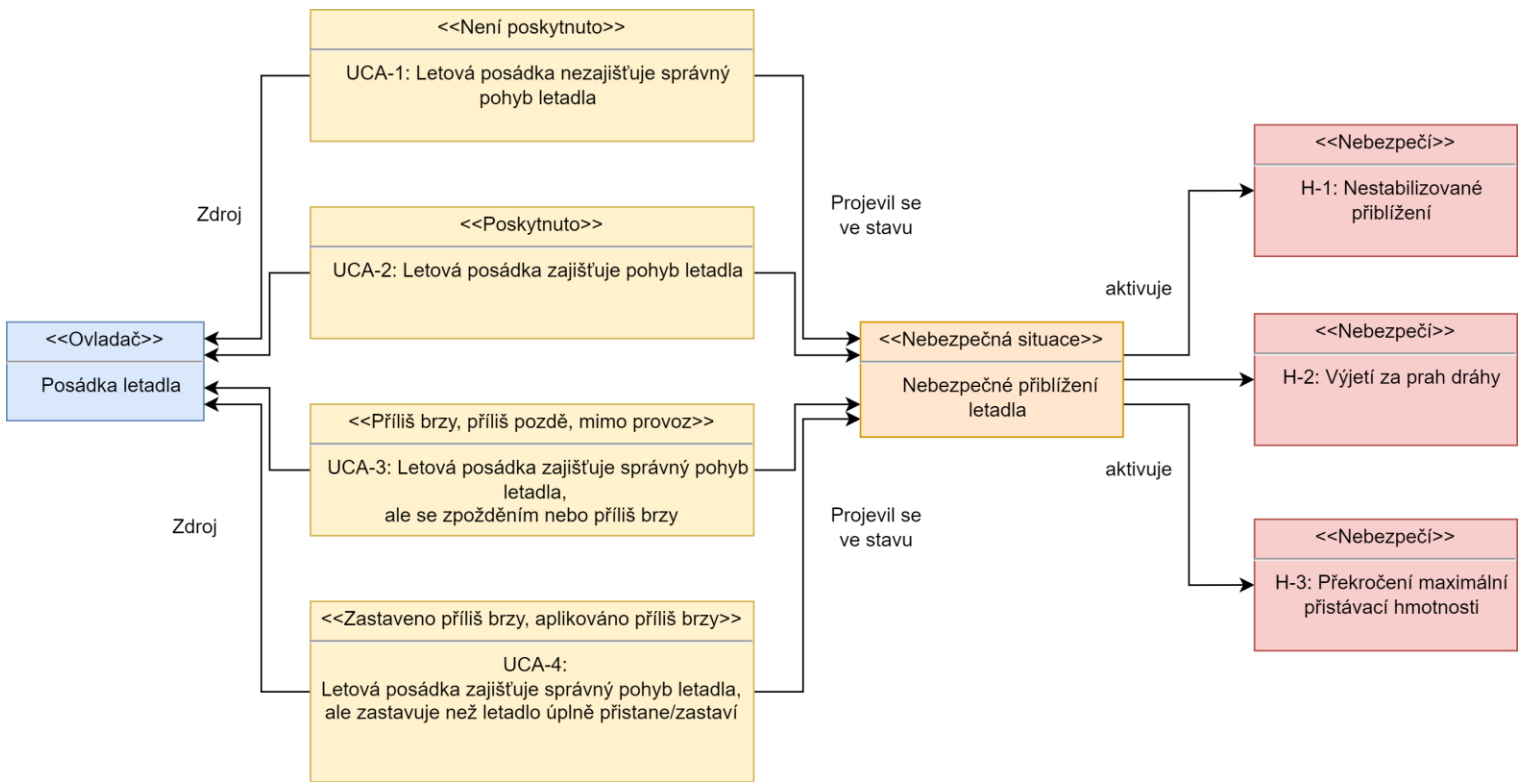 <<Není poskytnuto>>
UCA-1: Letová posádka nezajišťuje správný
pohyb letadla
Zdroj
<<Poskytnuto>>
UCA-2: Letová posádka zajišťuje pohyb letadla
Projevil se
ve stavu
<<Nebezpečí>>
H-1: Nestabilizované
přiblížení
aktivuje
<<Ovladač>>
Posádka letadla
<<Nebezpečná situace>>
Nebezpečné přiblížení
letadla
<<Nebezpečí>>
H-2: Výjetí za prah dráhy
<<Příliš brzy, příliš pozdě, mimo provoz>>
UCA-3: Letová posádka zajišťuje správný pohyb
letadla,
ale se zpožděním nebo příliš brzy
aktivuje
Zdroj
Projevil se
ve stavu
<<Nebezpečí>>
H-3: Překročení maximální
přistávací hmotnosti
<<Zastaveno příliš brzy, aplikováno příliš brzy>>
UCA-4:
Letová posádka zajišťuje správný pohyb letadla,
ale zastavuje než letadlo úplně přistane/zastaví